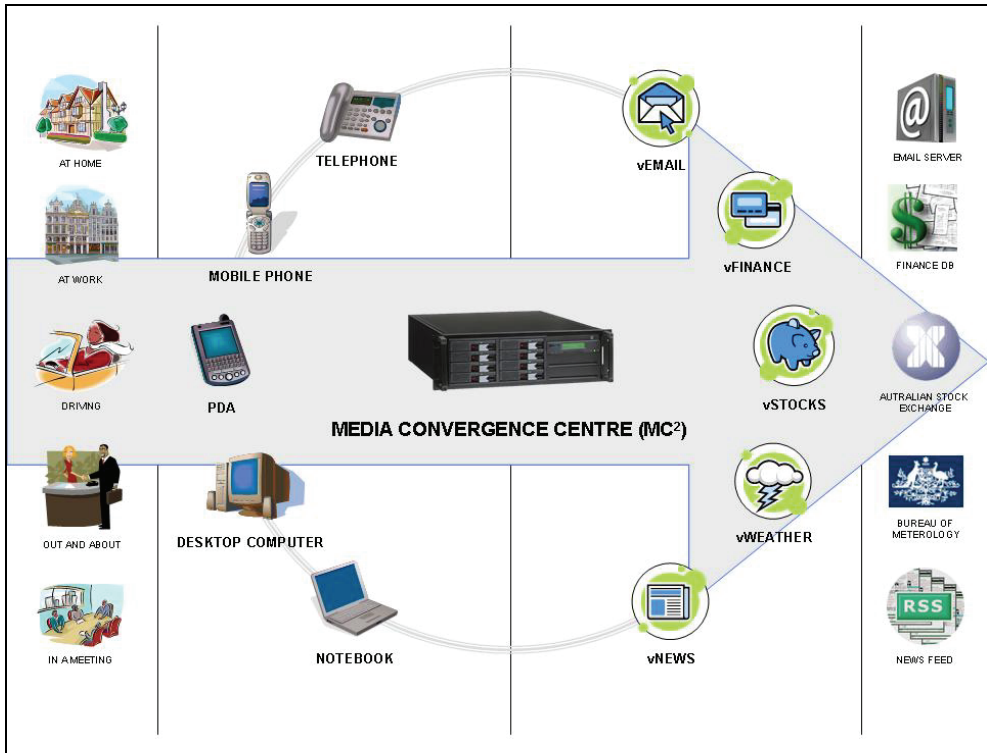 AT HOME
AT WORK
DRIVING
OUT AND ABOUT
IN A MEETING
TELEPHONE
MOBILE PHONE
PDA
DESKTOP COMPUTER
NOTEBOOK
MEDIA CONVERGENCE CENTRE (MC²)
vEMAIL
vFINANCE
vSTOCKS
vWEATHER
vNEWS
@
EMAIL SERVER
$
FINANCE DB
AUTRALIAN STOCK
EXCHANGE
BUREAU OF
METEROLOGY
RSS
NEWS FEED